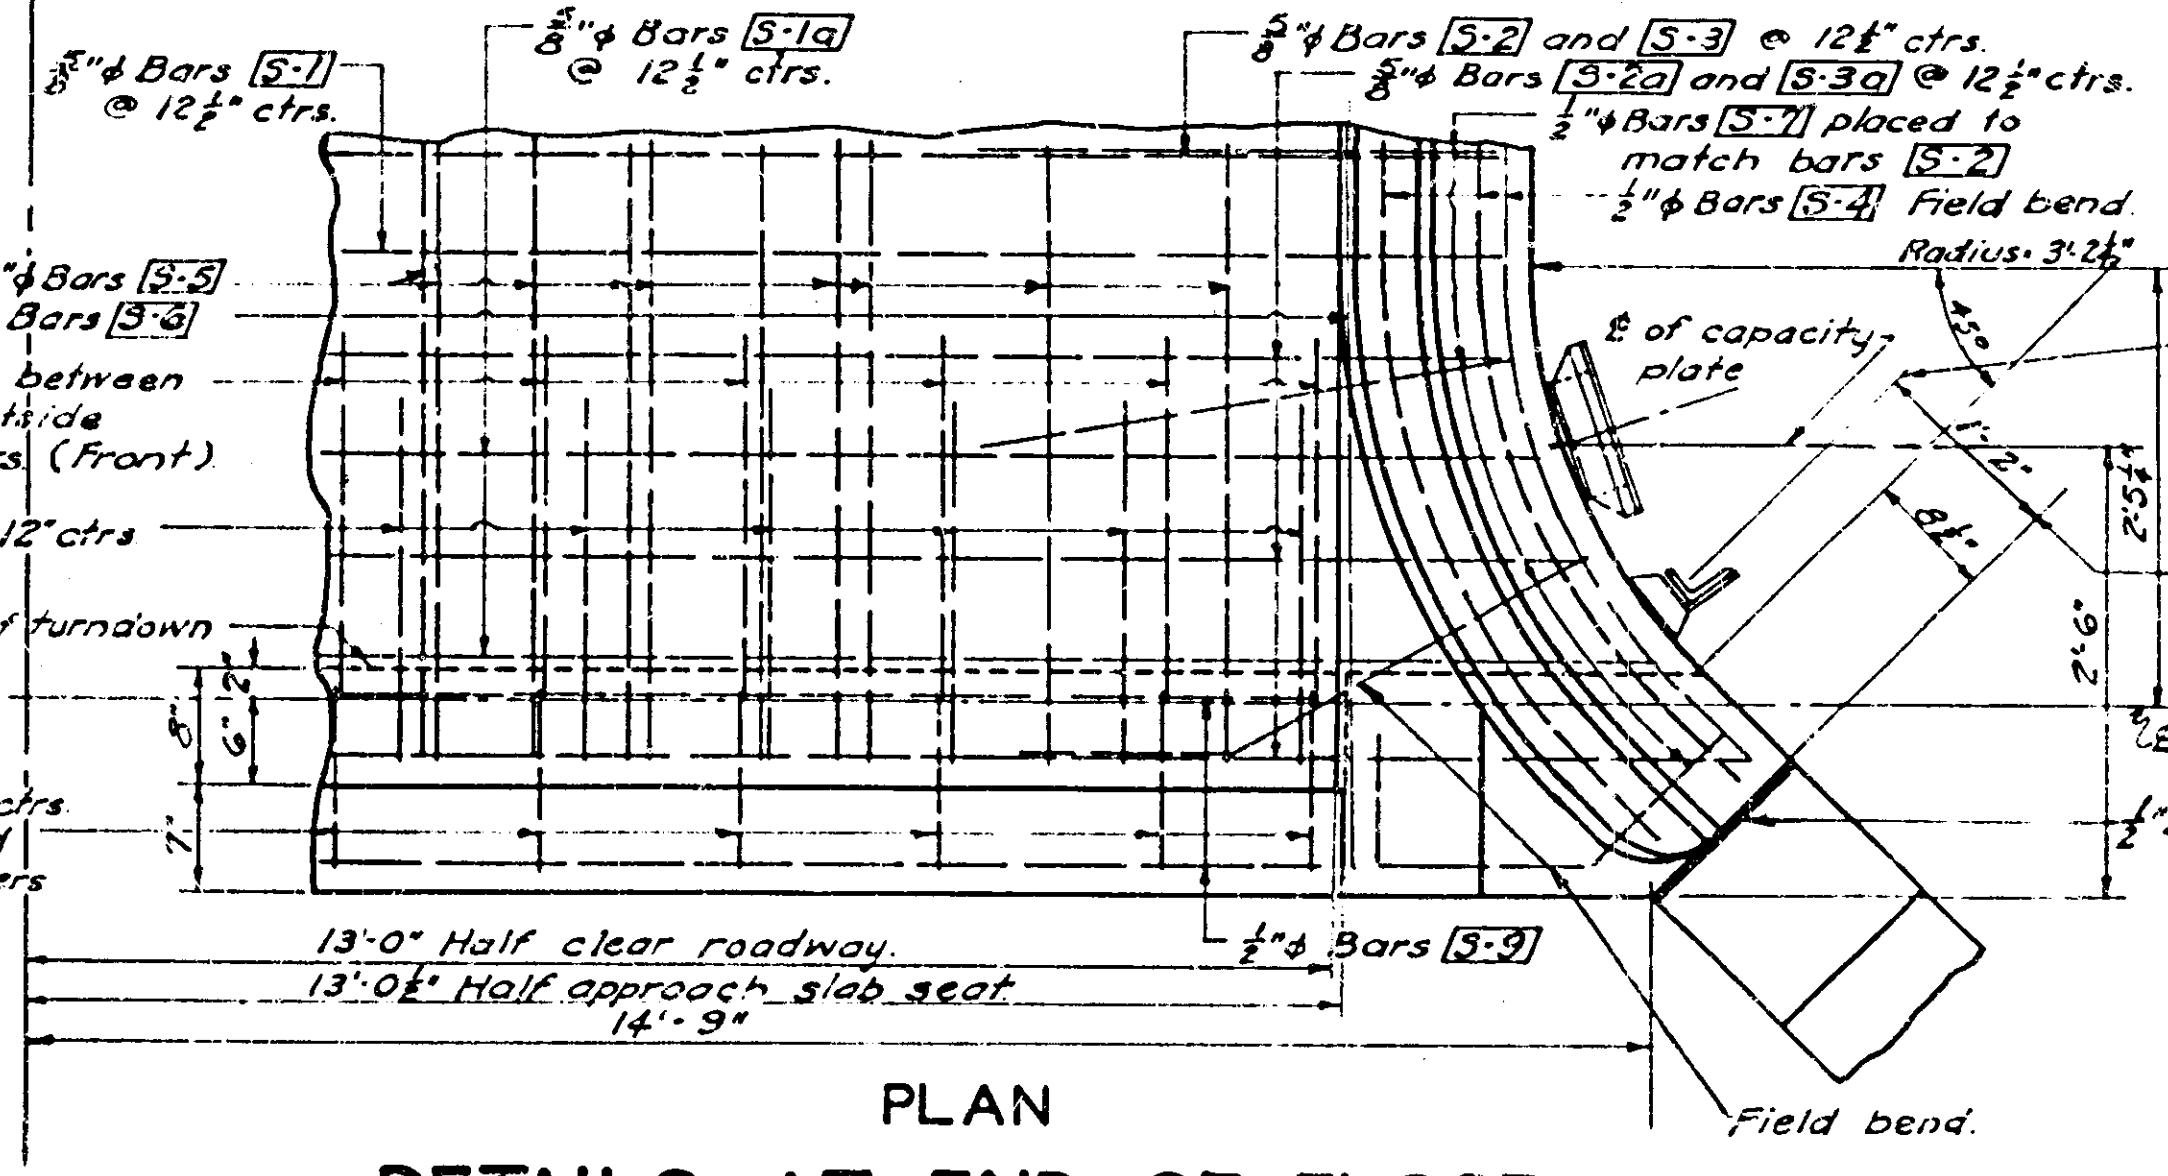 5/8"ϕ Bars S·1a
@ 12 1/2" ctrs.
5/8"ϕ Bars S·2 and S·3 @ 12 1/2" ctrs.
"ϕ Bars S·1
@ 12 1/2" ctrs.
5/8"ϕ Bars S·2a and S·3a @ 12 1/2" ctrs.
1/2"ϕ Bars S·7 placed to
match bars S·2
1/2"ϕ Bars S·4 Field bend.
Radius· 3'·2 1/2"
"ϕ Bars S·5
Bars S·6
45°
℄ of capacity
plate
between
(Front)
1'·2"
2'·5 1/4"
8 1/2"
12" ctrs
turndown
2'·6"
2"
8"
6"
7"
ctrs.
1/2"
13'·0" Half clear roadway.
1/2"ϕ Bars S·9
13'·0 1/2" Half approach slab seat
14'·9"
PLAN
Field bend.
DETAILS AT END OF FLOOR